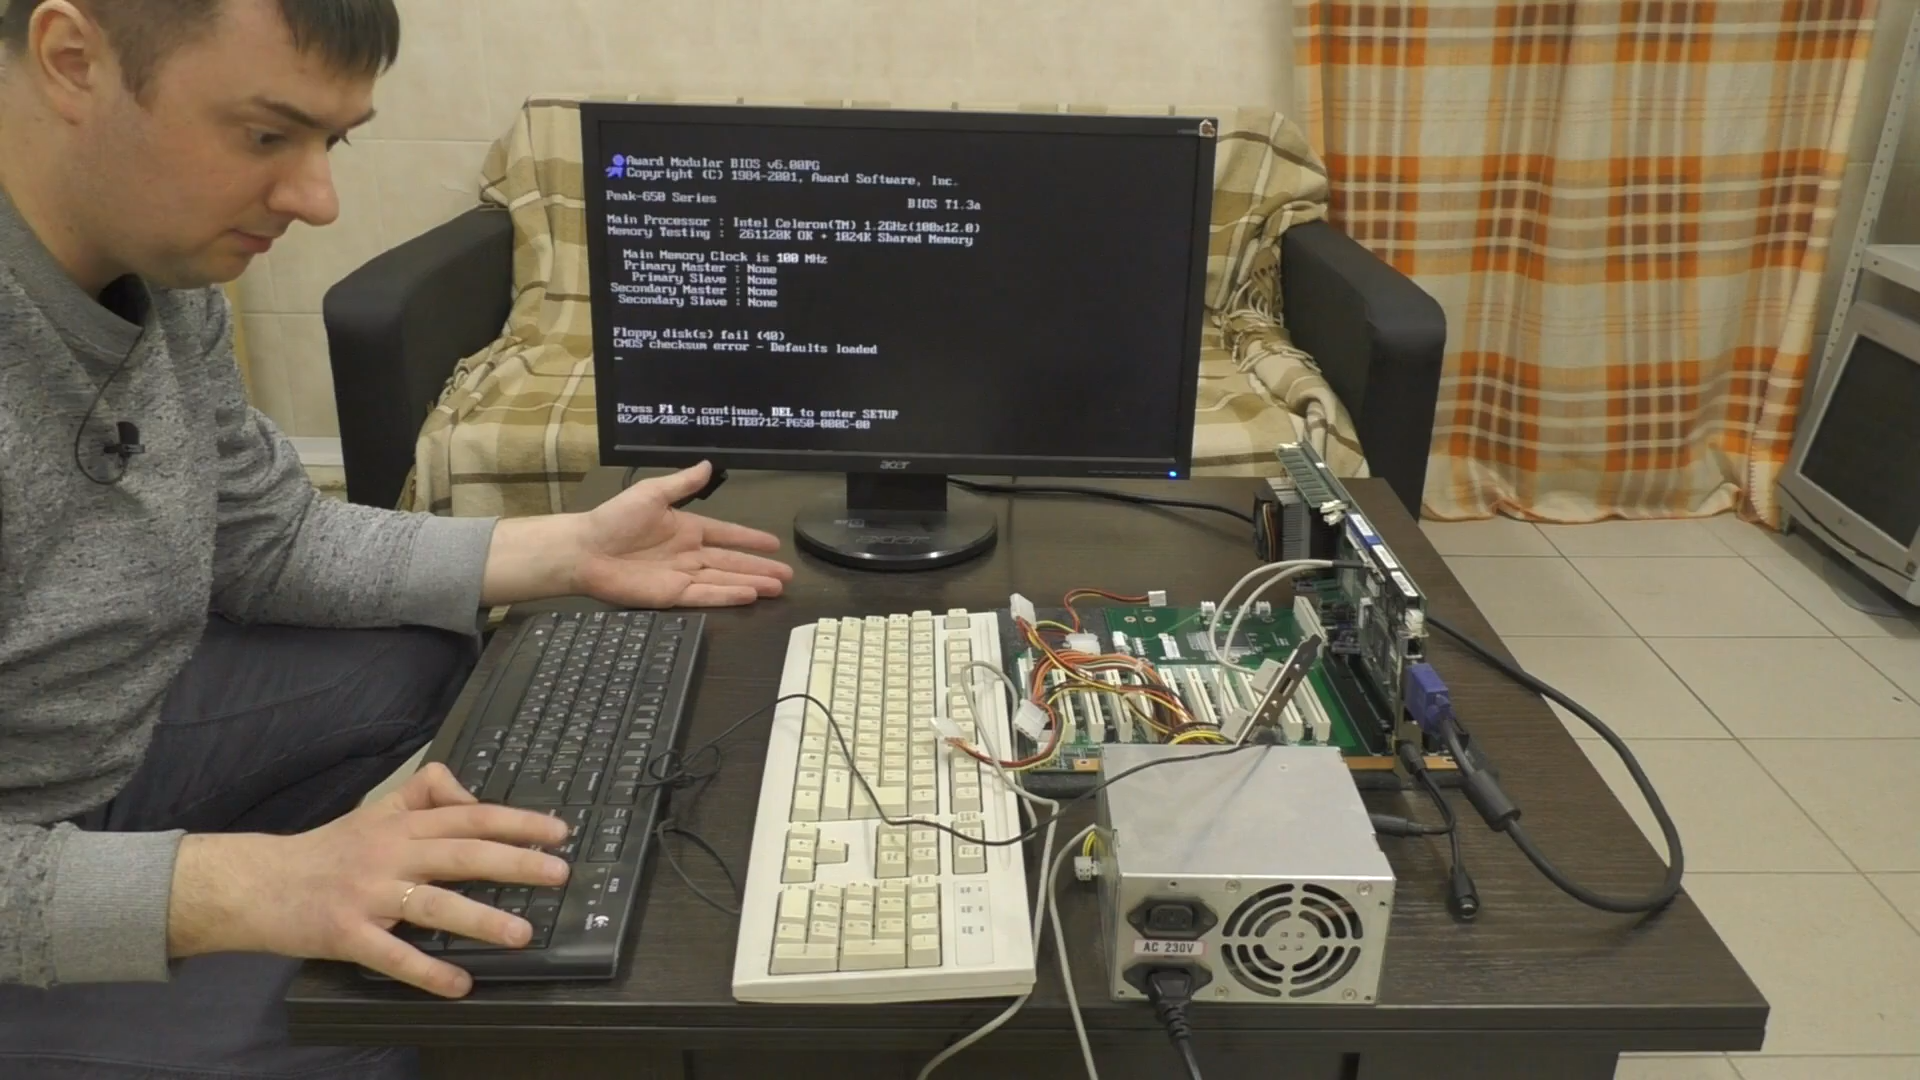 Award Modular BIOS v6.00PG
Copyright (C) 1984-2001, Award Software, Inc.
Peak-650 Series
BIOS T1.3a
Main Processor : Intel Celeron(TM) 1.2GHz(100x12.0)
Memory Testing : 261120K OK + 1024K Shared Memory
Main Memory Clock is 100 MHz
Primary Master : None
Primary Slave : None
Secondary Master : None
Secondary Slave : None
Floppy disk(s) fail (40)
CMOS checksum error - Defaults loaded
Press F1 to continue, DEL to enter SETUP
02/06/2002-i815-ITE8712-P650-000C-00
acer
AC 230V